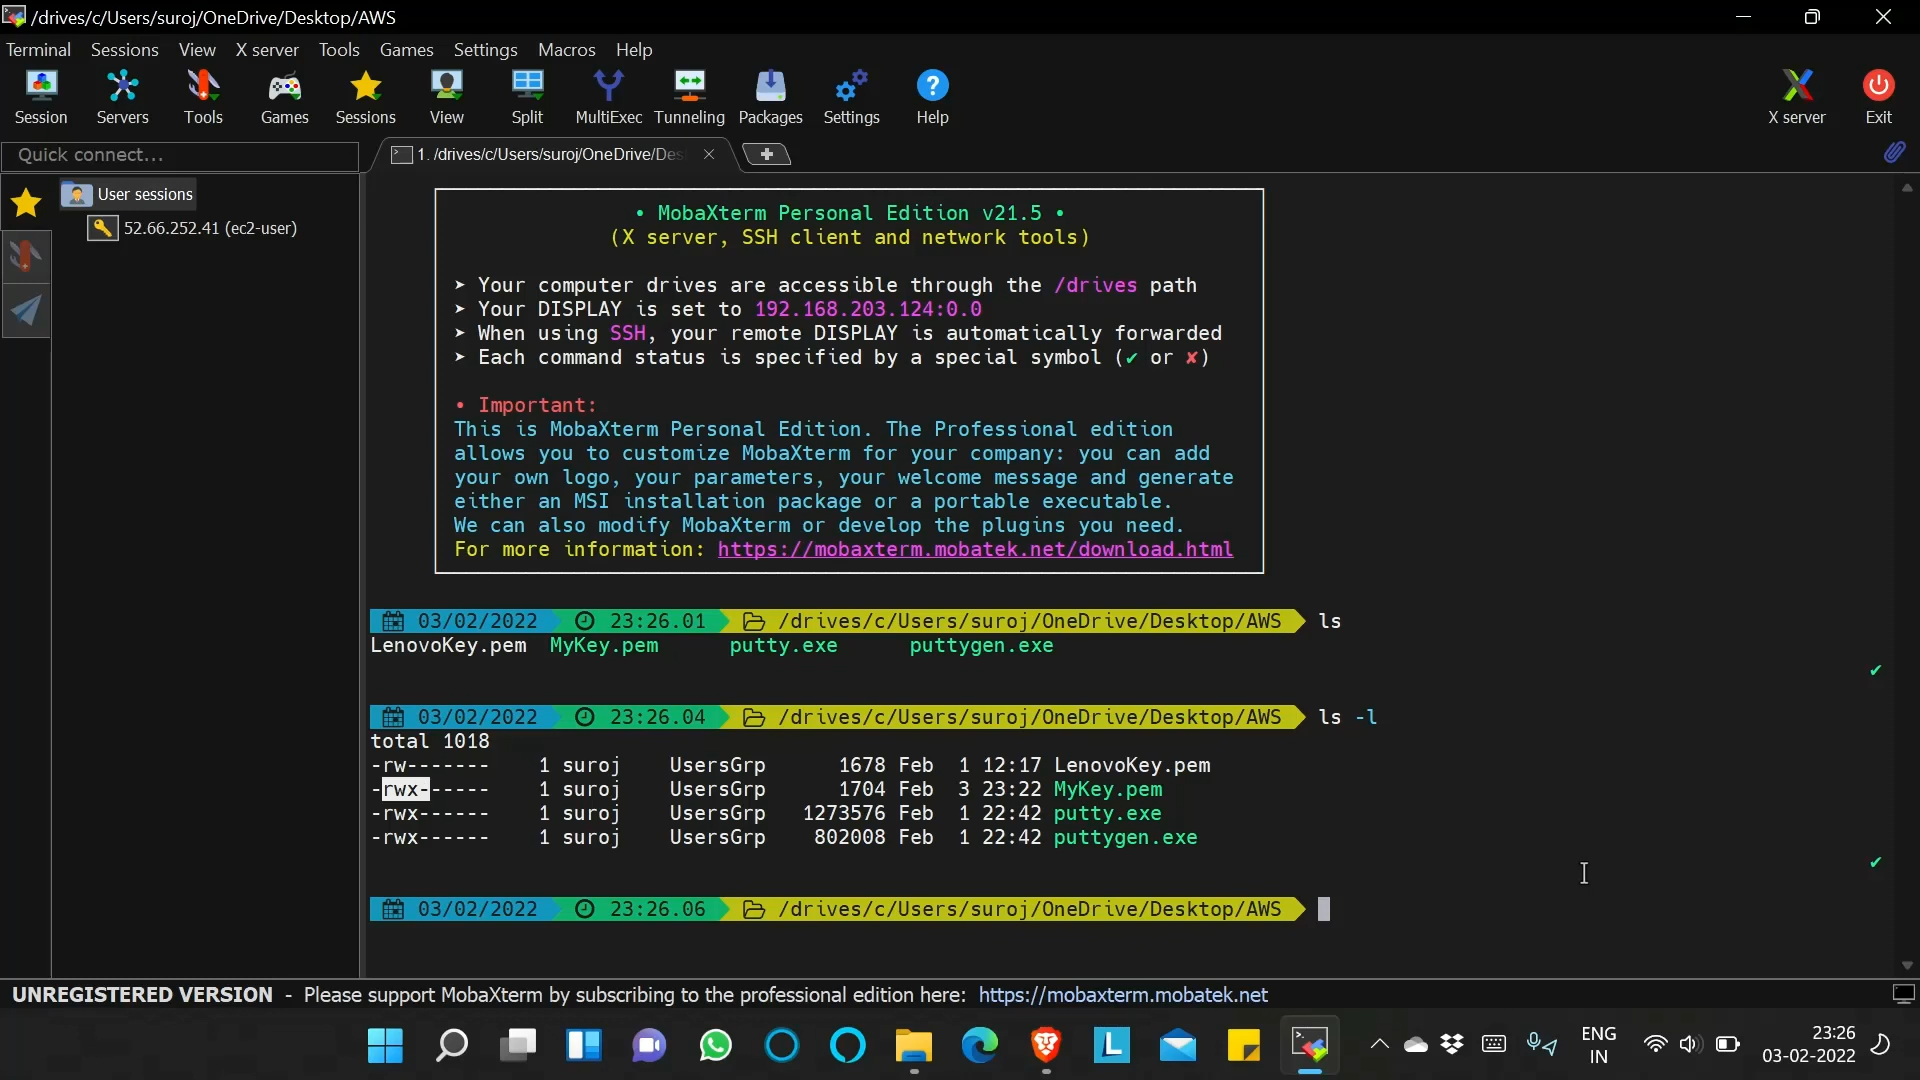 /drives/c/Users/suroj/OneDrive/Desktop/AWS
Terminal Sessions View X server Tools Games Settings Macros Help
Session Servers Tools Games Sessions View Split MultiExec Tunneling Packages Settings Help X server Exit
Quick connect...
1. /drives/c/Users/suroj/OneDrive/Des
User sessions
52.66.252.41 (ec2-user)
• MobaXterm Personal Edition v21.5 •
(X server, SSH client and network tools)
➤ Your computer drives are accessible through the /drives path
➤ Your DISPLAY is set to 192.168.203.124:0.0
➤ When using SSH, your remote DISPLAY is automatically forwarded
➤ Each command status is specified by a special symbol (✔ or ✘)
• Important:
This is MobaXterm Personal Edition. The Professional edition
allows you to customize MobaXterm for your company: you can add
your own logo, your parameters, your welcome message and generate
either an MSI installation package or a portable executable.
We can also modify MobaXterm or develop the plugins you need.
For more information: https://mobaxterm.mobatek.net/download.html
03/02/2022 23:26.01 /drives/c/Users/suroj/OneDrive/Desktop/AWS ls
LenovoKey.pem MyKey.pem putty.exe puttygen.exe
✔
03/02/2022 23:26.04 /drives/c/Users/suroj/OneDrive/Desktop/AWS ls -l
total 1018
-rw------- 1 suroj UsersGrp 1678 Feb 1 12:17 LenovoKey.pem
-rwx------ 1 suroj UsersGrp 1704 Feb 3 23:22 MyKey.pem
-rwx------ 1 suroj UsersGrp 1273576 Feb 1 22:42 putty.exe
-rwx------ 1 suroj UsersGrp 802008 Feb 1 22:42 puttygen.exe
✔
03/02/2022 23:26.06 /drives/c/Users/suroj/OneDrive/Desktop/AWS
UNREGISTERED VERSION - Please support MobaXterm by subscribing to the professional edition here: https://mobaxterm.mobatek.net
L
ENG
IN
23:26
03-02-2022